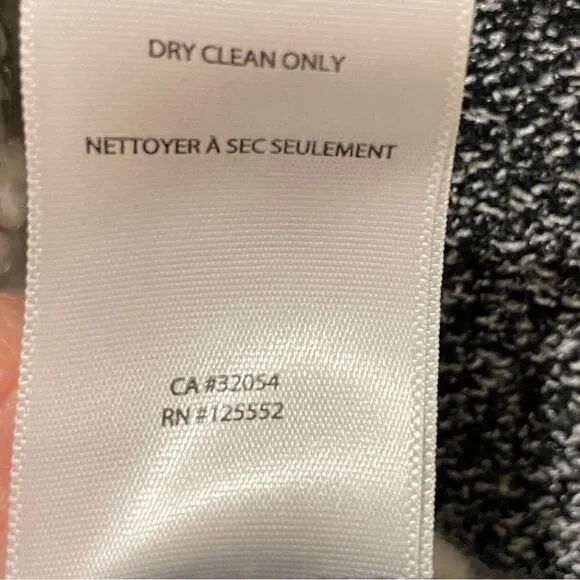 DRY CLEAN ONLY
NETTOYER À SEC SEULEMENT
CA #32054
RN #125552